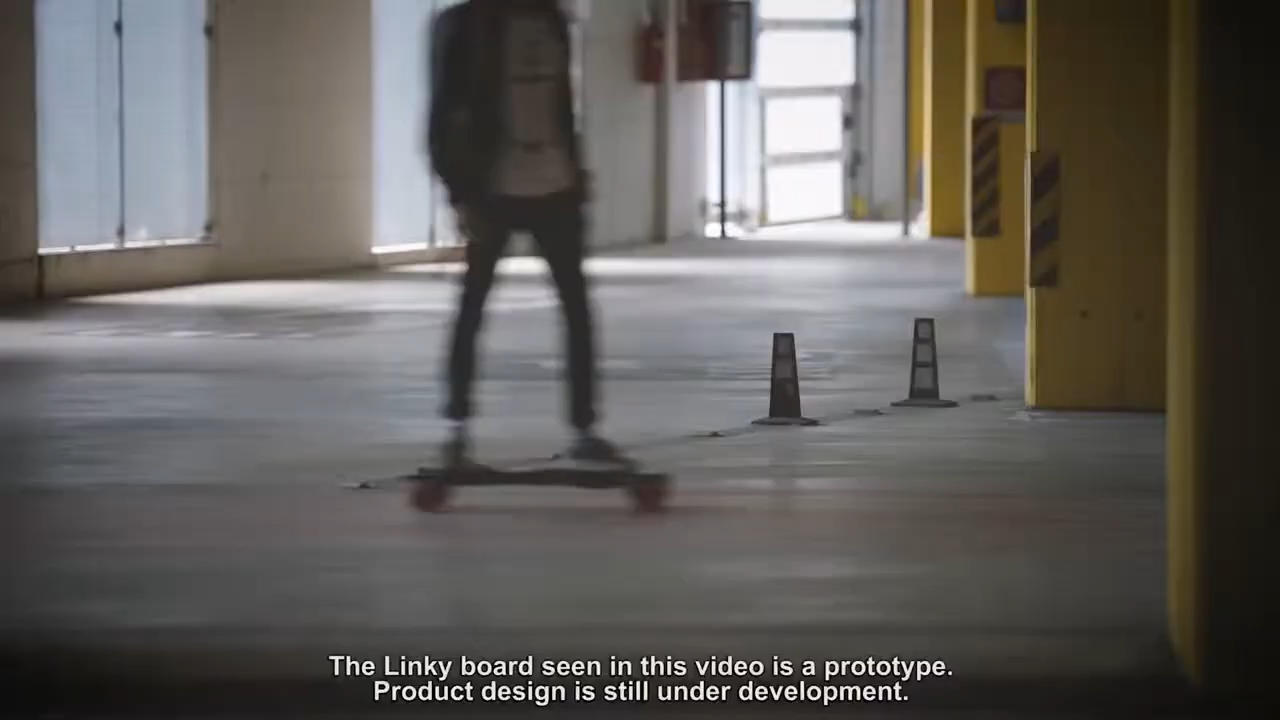 The Linky board seen in this video is a prototype.
Product design is still under development.